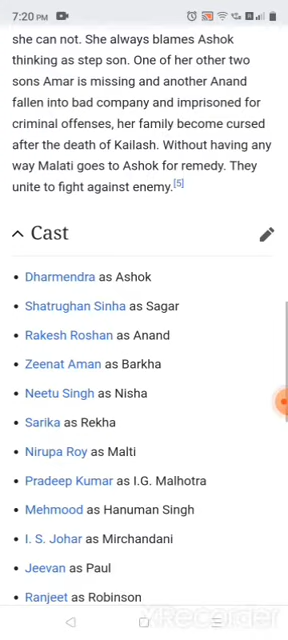 7:20 PM
she can not. She always blames Ashok
thinking as step son. One of her other two
sons Amar is missing and another Anand
fallen into bad company and imprisoned for
criminal offenses, her family become cursed
after the death of Kailash. Without having any
way Malati goes to Ashok for remedy. They
unite to fight against enemy.[5]
Cast
• Dharmendra as Ashok
• Shatrughan Sinha as Sagar
• Rakesh Roshan as Anand
• Zeenat Aman as Barkha
• Neetu Singh as Nisha
• Sarika as Rekha
• Nirupa Roy as Malti
• Pradeep Kumar as I.G. Malhotra
• Mehmood as Hanuman Singh
• I. S. Johar as Mirchandani
• Jeevan as Paul
• Ranjeet as Robinson
XRecorder